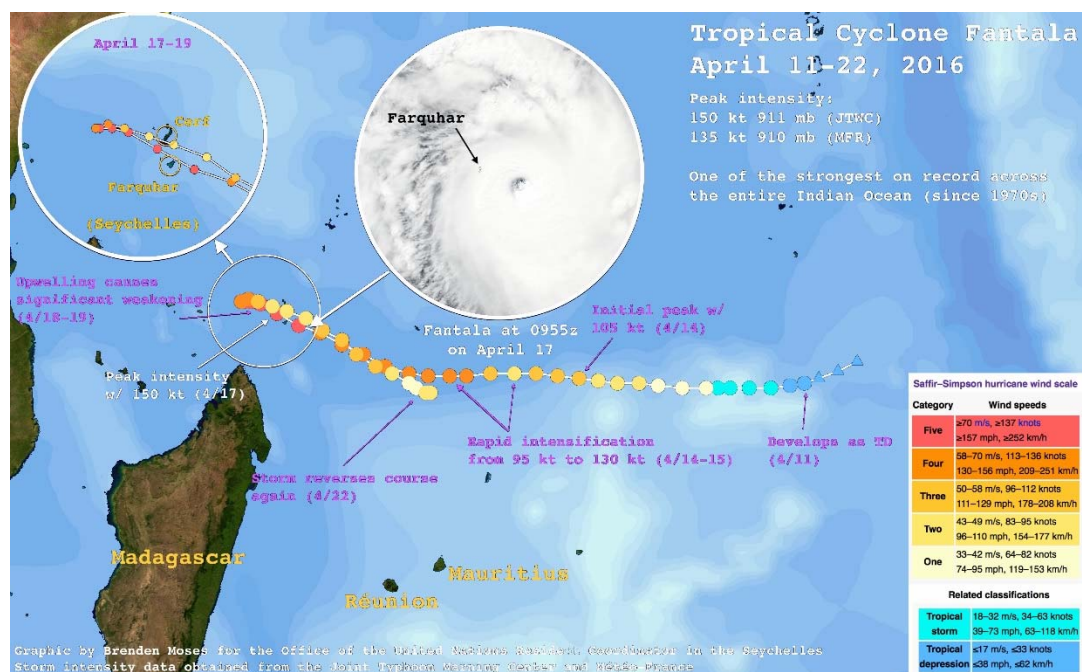 Tropical Cyclone Fantala
April 11-22, 2016
Peak intensity:
150 kt 911 mb (JTWC)
135 kt 910 mb (MFR)
One of the strongest on record across
the entire Indian Ocean (since 1970s)
April 17-19
Farquhar
(Seychelles)
Farquhar
Fantala at 0955z
on April 17
Upwelling causes
significant weakening
(4/18-19)
Peak intensity
w/ 150 kt (4/17)
Initial peak w/
105 kt (4/14)
Rapid intensification
from 95 kt to 130 kt (4/14-15)
Develops as TD
(4/11)
Storm reverses course
again (4/22)
Madagascar
Mauritius
Réunion
Saffir–Simpson hurricane wind scale
Category Wind speeds
Five ≥70 m/s, ≥137 knots
≥157 mph, ≥252 km/h
Four 58–70 m/s, 113–136 knots
130–156 mph, 209–251 km/h
Three 50–58 m/s, 96–112 knots
111–129 mph, 178–208 km/h
Two 43–49 m/s, 83–95 knots
96–110 mph, 154–177 km/h
One 33–42 m/s, 64–82 knots
74–95 mph, 119–153 km/h
Related classifications
Tropical storm 18–32 m/s, 34–63 knots
39–73 mph, 63–118 km/h
Tropical depression ≤17 m/s, ≤33 knots
≤38 mph, ≤62 km/h
Graphic by Brenden Moses for the Office of the United Nations Resident Coordinator in the Seychelles
Storm intensity data obtained from the Joint Typhoon Warning Center and Météo-France